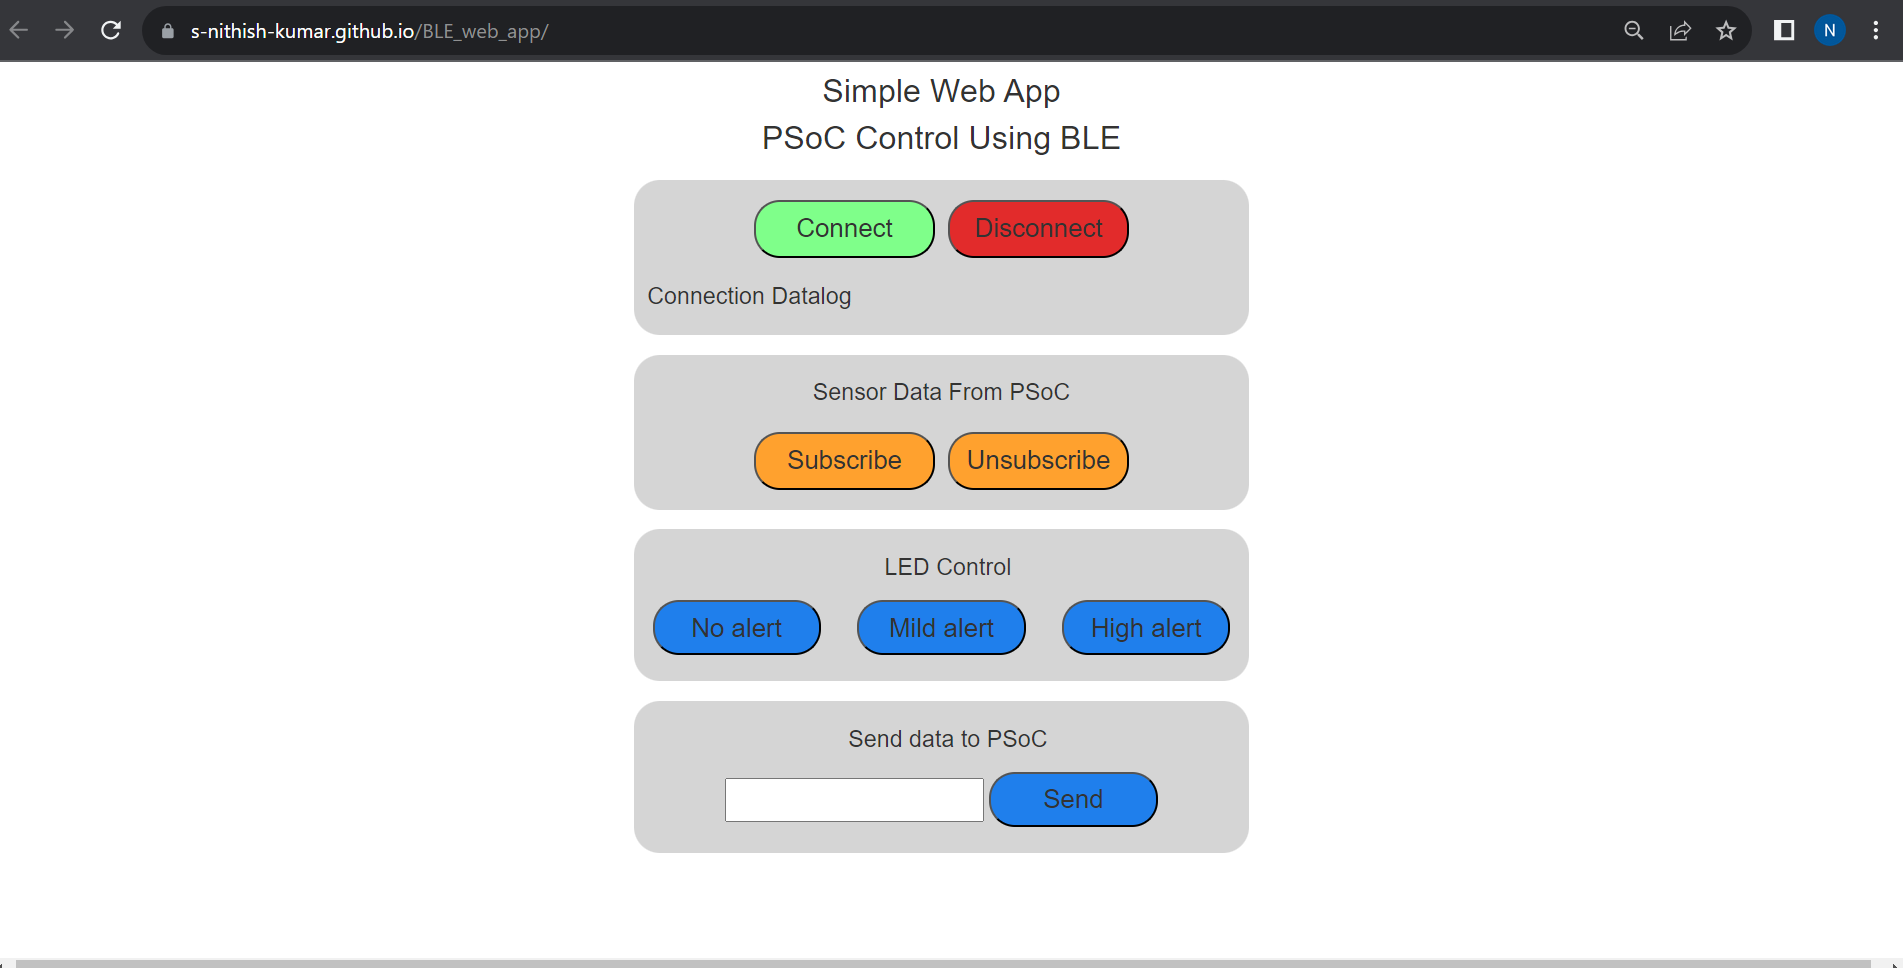 s-nithish-kumar.github.io/BLE_web_app/
N
Simple Web App
PSoC Control Using BLE
Connect Disconnect
Connection Datalog
Sensor Data From PSoC
Subscribe Unsubscribe
LED Control
No alert Mild alert High alert
Send data to PSoC
Send